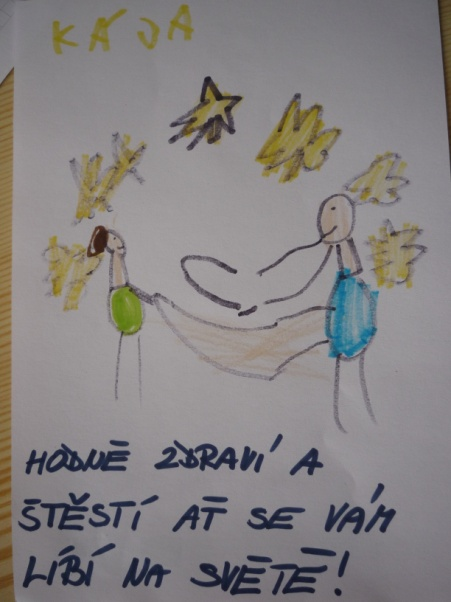 KÁJA
HODNĚ ZDRAVÍ A
ŠTĚSTÍ AŤ SE VÁM
LÍBÍ NA SVĚTĚ!